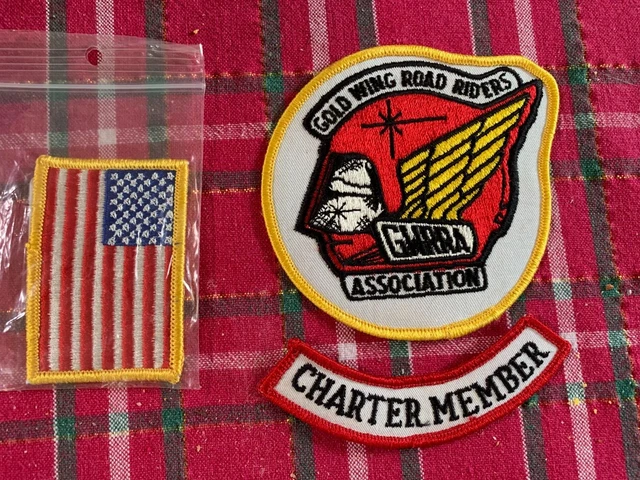 GOLD WING ROAD RIDERS
GWRRA
ASSOCIATION
CHARTER MEMBER